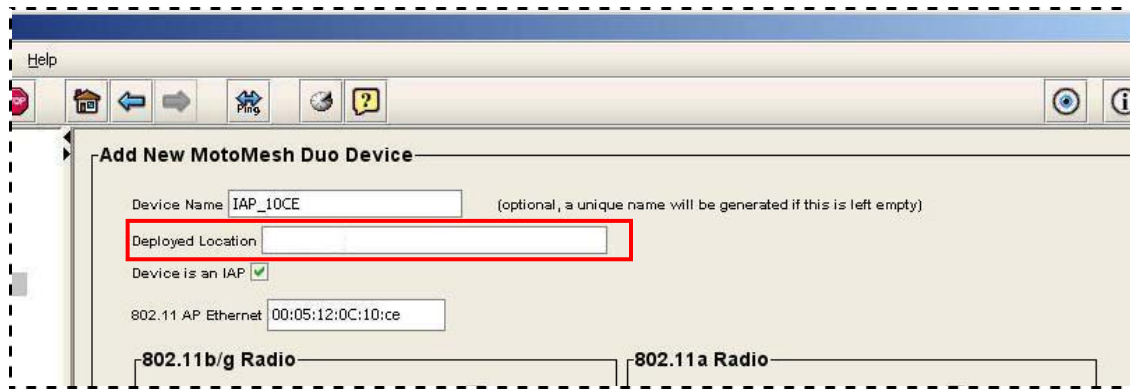 Help
STOP
Ping
?
i
Add New MotoMesh Duo Device
Device Name IAP_10CE (optional, a unique name will be generated if this is left empty)
Deployed Location
Device is an IAP
802.11 AP Ethernet 00:05:12:0C:10:ce
802.11b/g Radio 802.11a Radio